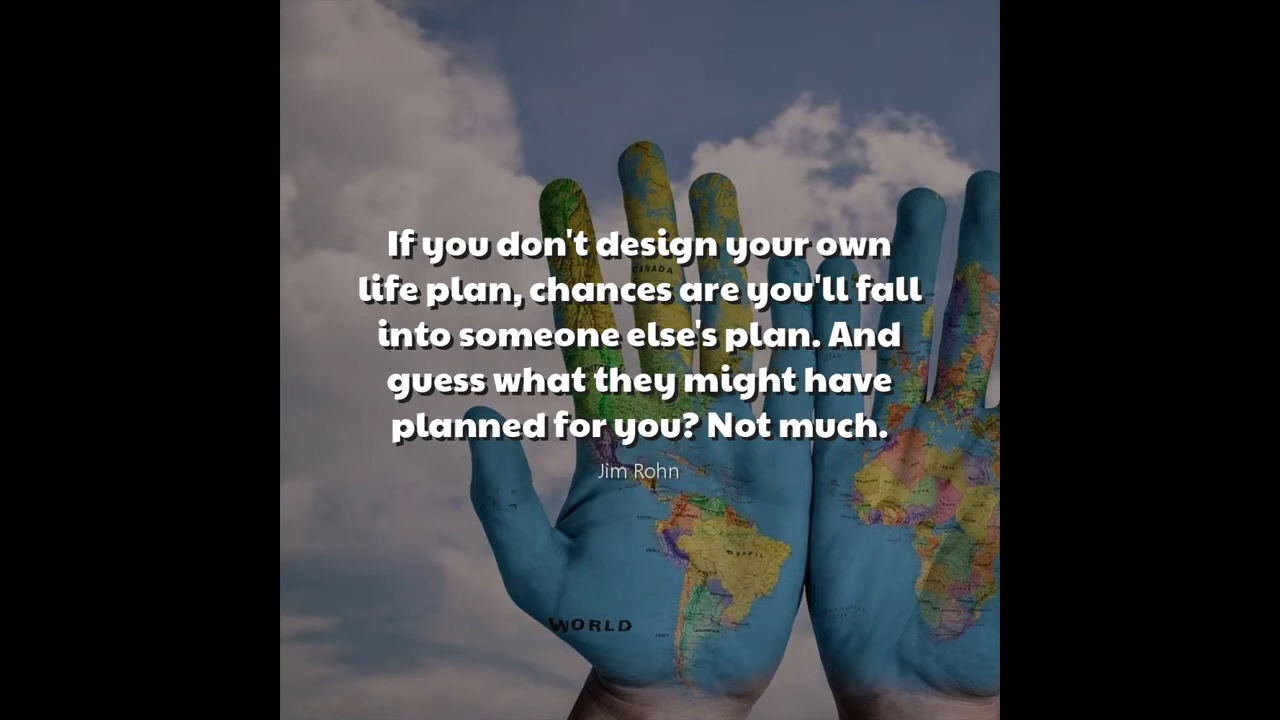 If you don't design your own
life plan, chances are you'll fall
into someone else's plan. And
guess what they might have
planned for you? Not much.
Jim Rohn
CANADA
BRAZIL
WORLD